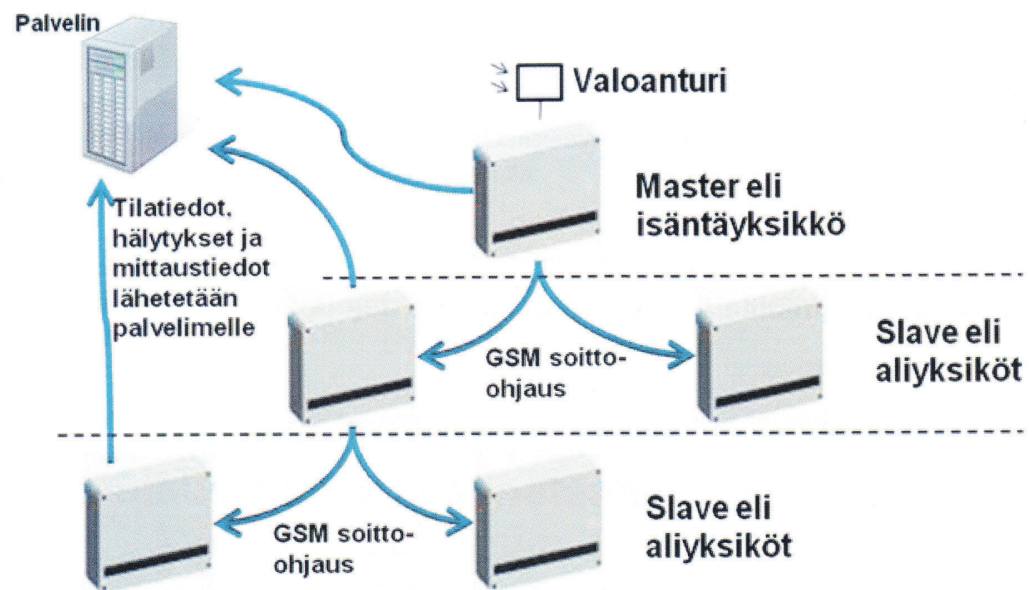 Palvelin
Valoanturi
Master eli
isäntäyksikkö
Tilatiedot,
hälytykset ja
mittaustiedot
lähetetään
palvelimelle
GSM soitto-
ohjaus
Slave eli
aliyksiköt
GSM soitto-
ohjaus
Slave eli
aliyksiköt